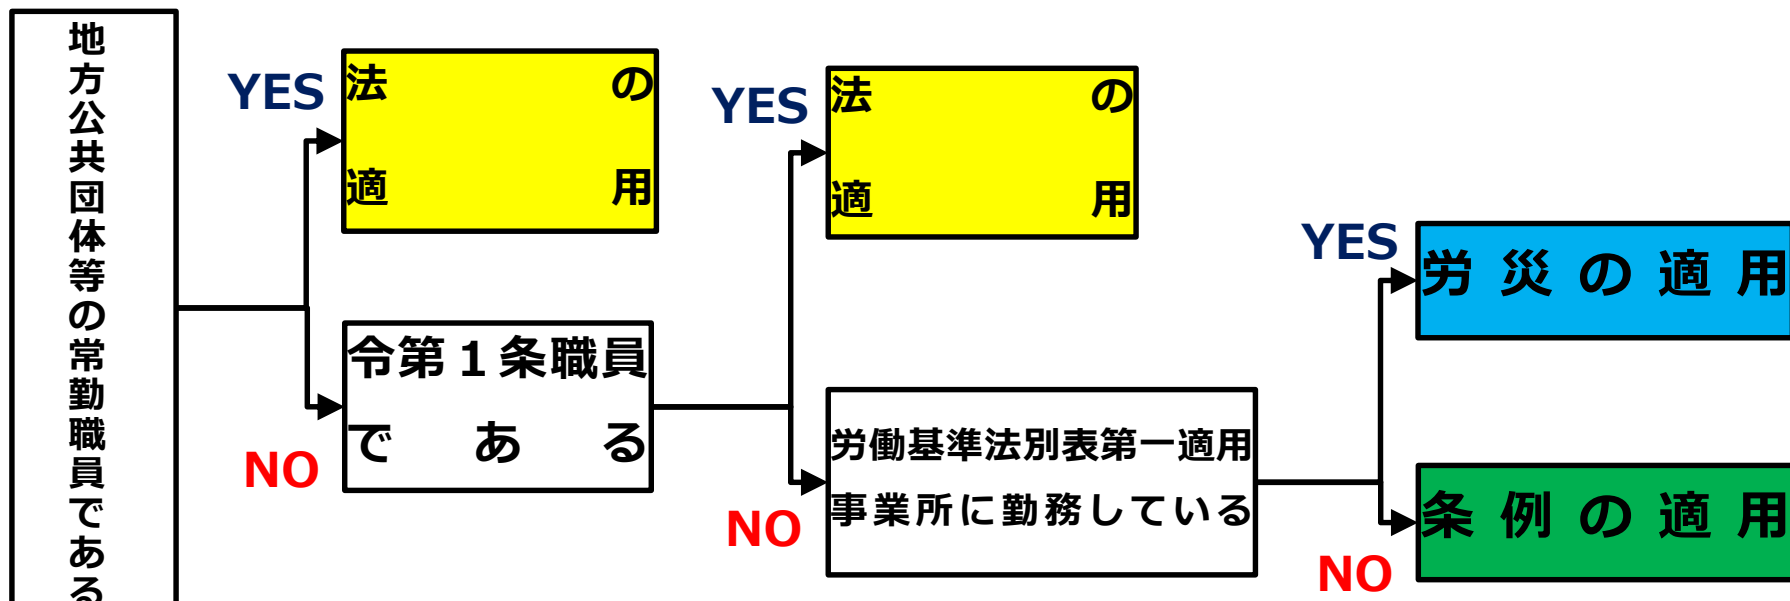 地方公共団体等の常勤職員である
YES
法の
適用
NO
令第1条職員
である
YES
法の
適用
NO
労働基準法別表第一適用
事業所に勤務している
YES
労災の適用
NO
条例の適用